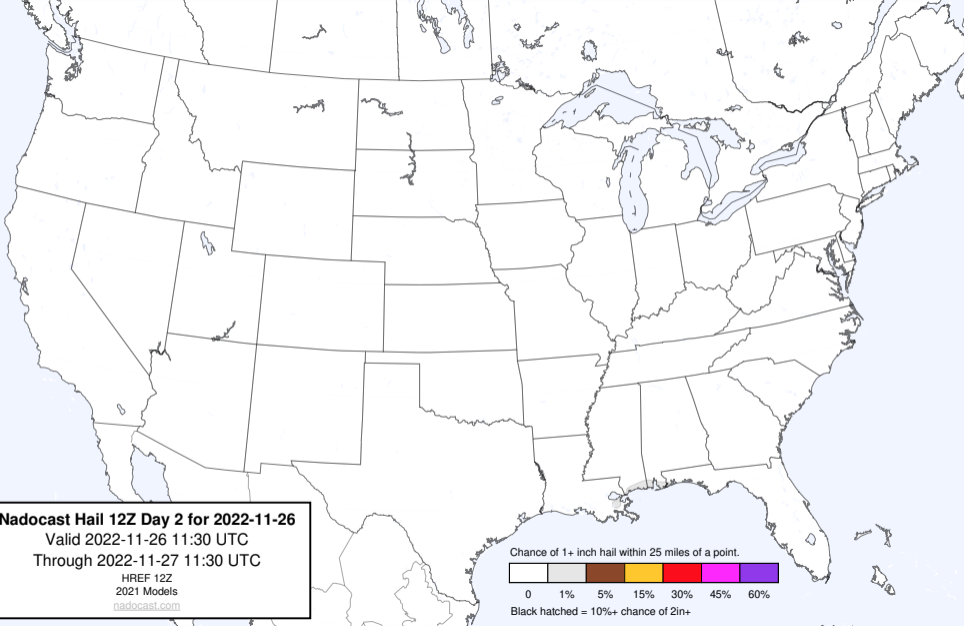 Nadocast Hail 12Z Day 2 for 2022-11-26
Valid 2022-11-26 11:30 UTC
Through 2022-11-27 11:30 UTC
HREF 12Z
2021 Models
nadocast.com
Chance of 1+ inch hail within 25 miles of a point.
0 1% 5% 15% 30% 45% 60%
Black hatched = 10%+ chance of 2in+